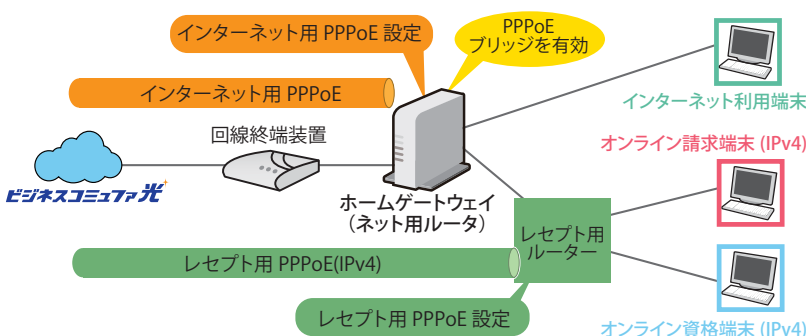 インターネット用 PPPoE 設定
PPPoE
ブリッジを有効
インターネット用 PPPoE
インターネット利用端末
回線終端装置
オンライン請求端末 (IPv4)
ビジネスコミュファ光
ホームゲートウェイ
(ネット用ルータ)
レセプト用
ルーター
レセプト用 PPPoE(IPv4)
レセプト用 PPPoE 設定
オンライン資格端末 (IPv4)